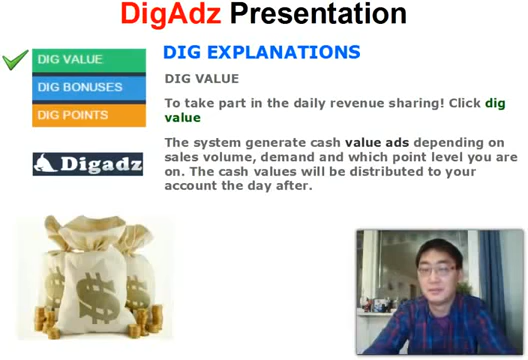 DigAdz Presentation
DIG VALUE
DIG BONUSES
DIG POINTS
Digadz
DIG EXPLANATIONS
DIG VALUE
To take part in the daily revenue sharing! Click dig
value
The system generate cash value ads depending on
sales volume, demand and which point level you are
on. The cash values will be distributed to your
account the day after.
$
$
$